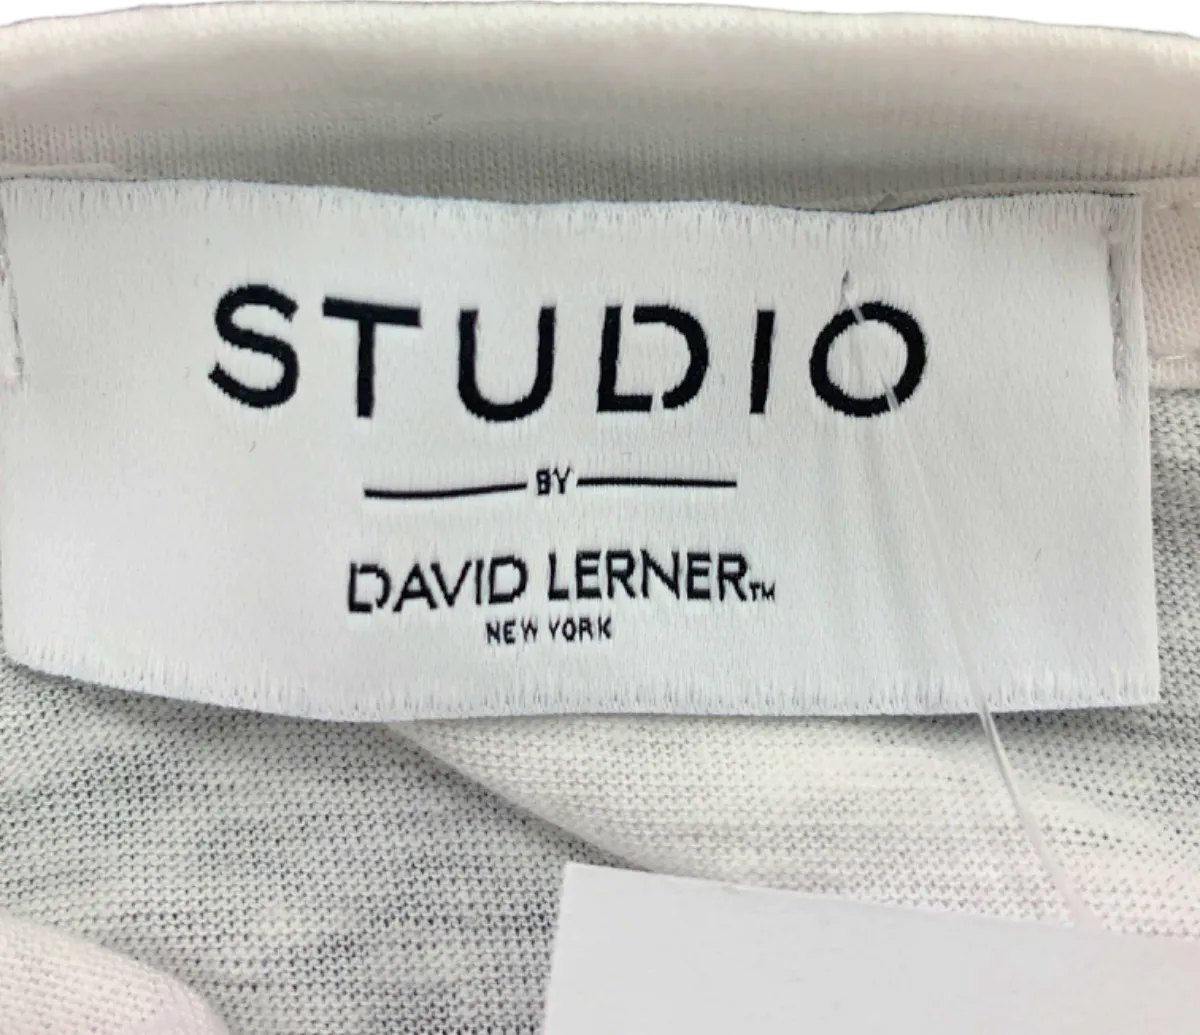 STUDIO
BY
DAVID LERNER™
NEW YORK